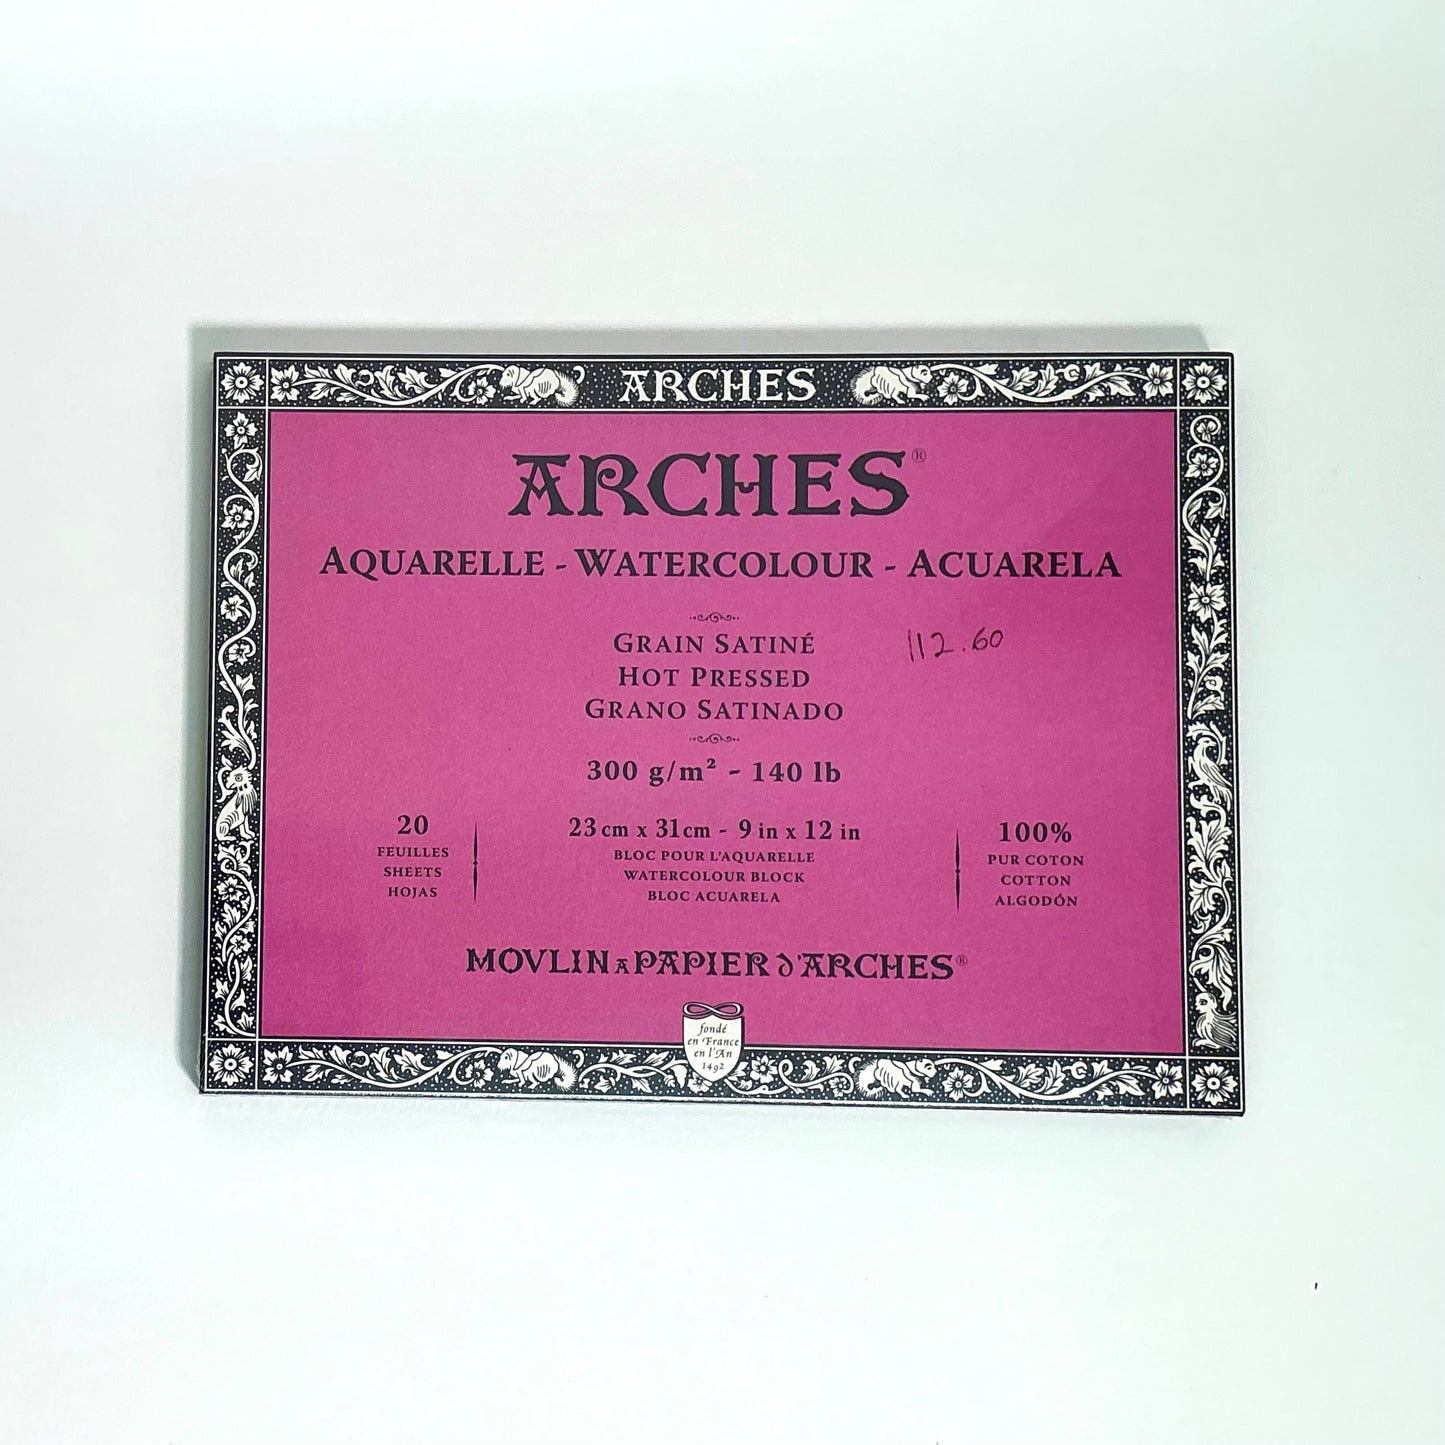 ARCHES
ARCHES®
AQUARELLE - WATERCOLOUR - ACUARELA
GRAIN SATINÉ
112.60
HOT PRESSED
GRANO SATINADO
300 g/m² - 140 lb
20
FEUILLES
SHEETS
HOJAS
23 cm x 31 cm - 9 in x 12 in
BLOC POUR L'AQUARELLE
WATERCOLOUR BLOCK
BLOC ACUARELA
100%
PUR COTON
COTTON
ALGODÓN
MOVLIN A PAPIER D'ARCHES®
fondé
en France
en l'An
1492